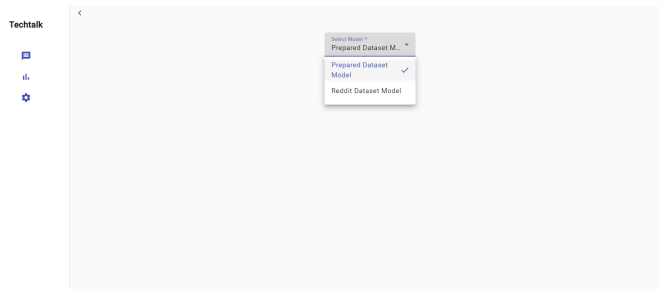 Techtalk
Select Model *
Prepared Dataset M...
Prepared Dataset
Model
Reddit Dataset Model